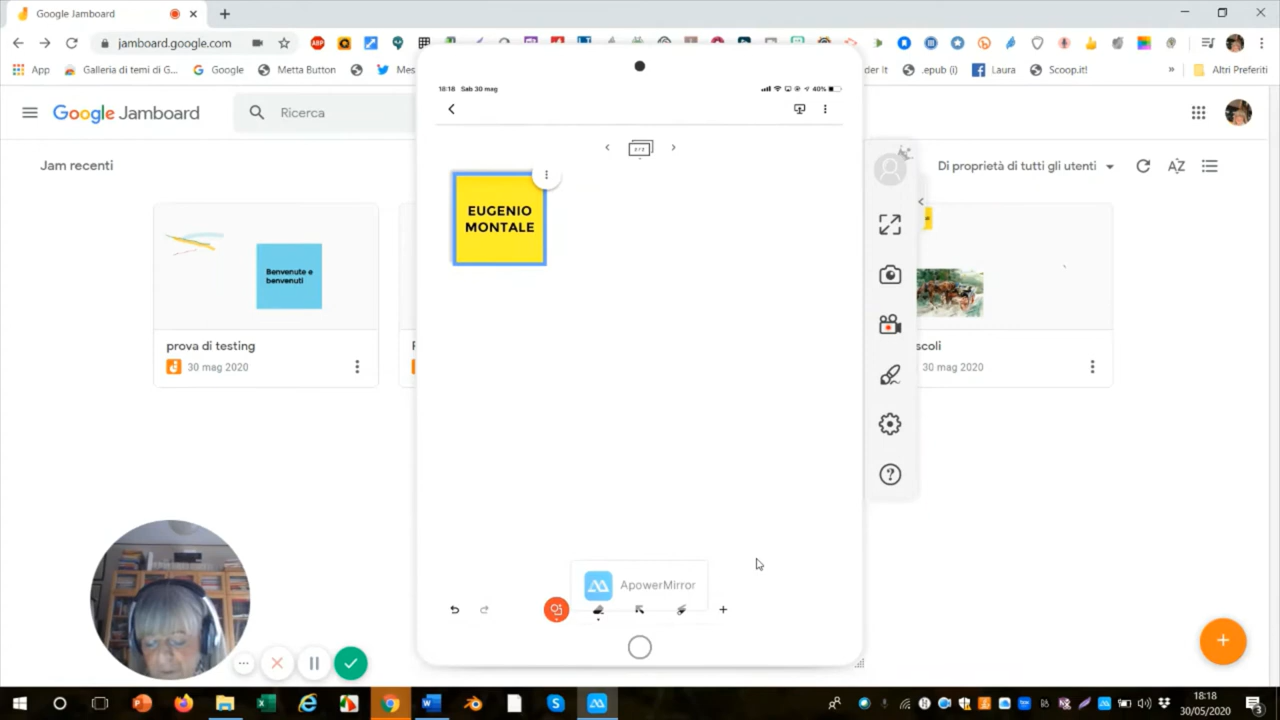 Google Jamboard
jamboard.google.com
App
Galleria di temi di G...
Google
Metta Button
Mes
der It
.epub (i)
Laura
Scoop.it!
»
Altri Preferiti
18:18 Sab 30 mag
40%
Google Jamboard
Ricerca
Jam recenti
Di proprietà di tutti gli utenti
EUGENIO
MONTALE
Benvenute e
benvenuti
prova di testing
30 mag 2020
scoli
30 mag 2020
ApowerMirror
18:18
30/05/2020